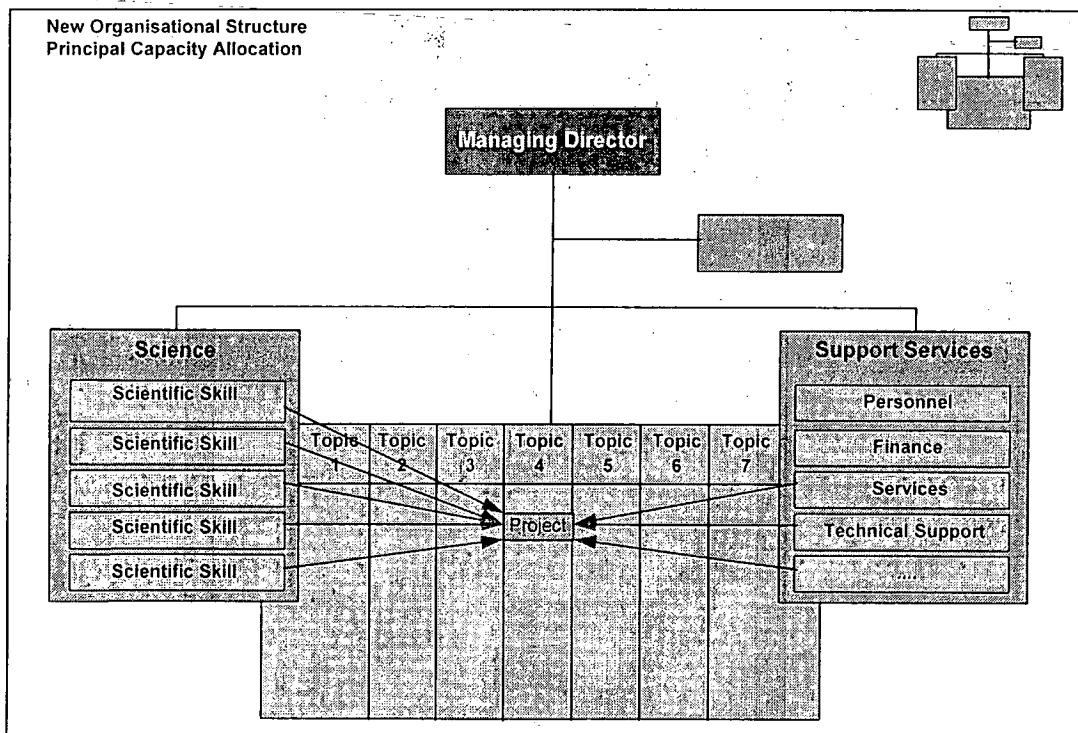 New Organisational Structure
Principal Capacity Allocation
Managing Director
Science
Scientific Skill
Scientific Skill
Scientific Skill
Scientific Skill
Scientific Skill
Topic
1
Topic
2
Topic
3
Topic
4
Topic
5
Topic
6
Topic
7
Project
Support Services
Personnel
Finance
Services
Technical Support
....